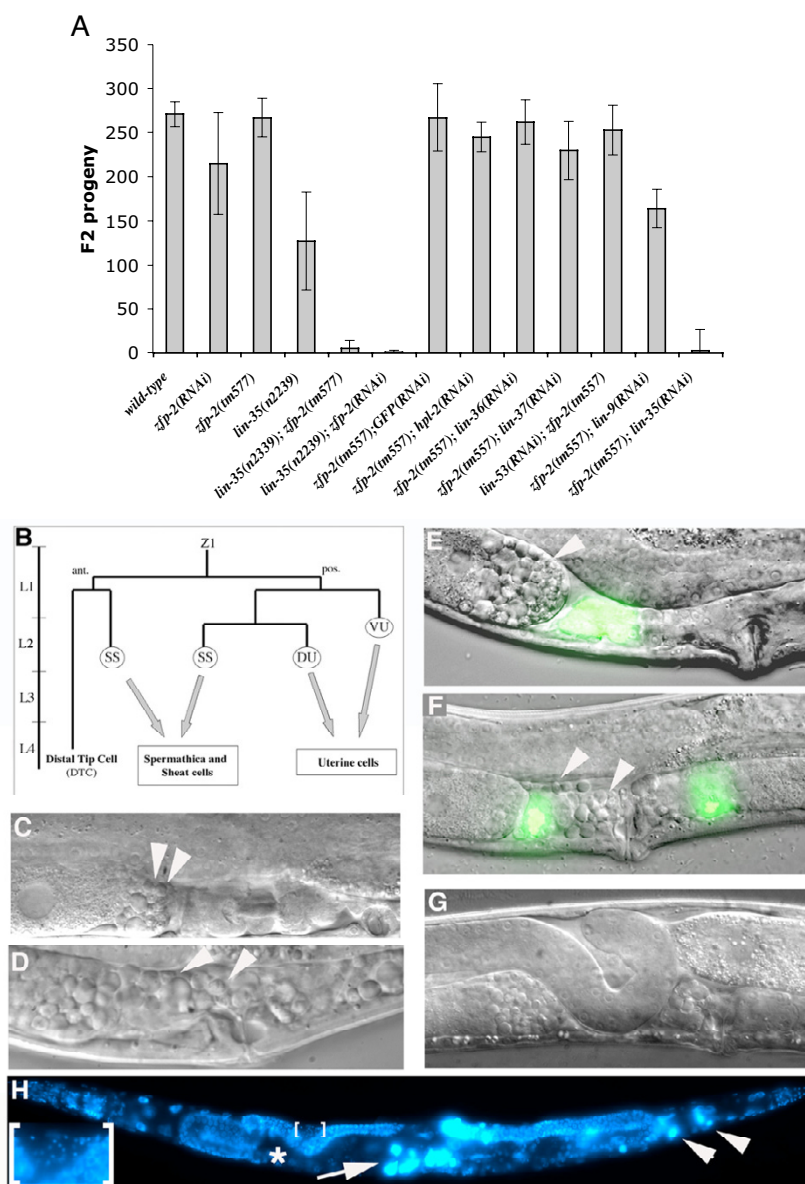 A
350
300
250
200
150
100
50
0
F2 progeny
wild-type
zfp-2(RNAi)
zfp-2(tm577)
lin-35(n2239)
lin-35(n2339); zfp-2(tm577)
lin-35(n2239); zfp-2(RNAi)
zfp-2(tm557);GFP(RNAi)
zfp-2(tm557); hpl-2(RNAi)
zfp-2(tm557); lin-36(RNAi)
zfp-2(tm557); lin-37(RNAi)
lin-53(RNAi); zfp-2(tm557)
zfp-2(tm557); lin-9(RNAi)
zfp-2(tm557); lin-35(RNAi)
B
Z1
ant.
pos.
L1
L2
L3
L4
VU
SS
SS
DU
Distal Tip Cell
(DTC)
Spermathica and
Sheat cells
Uterine cells
C
D
E
F
G
H
[ ]
*